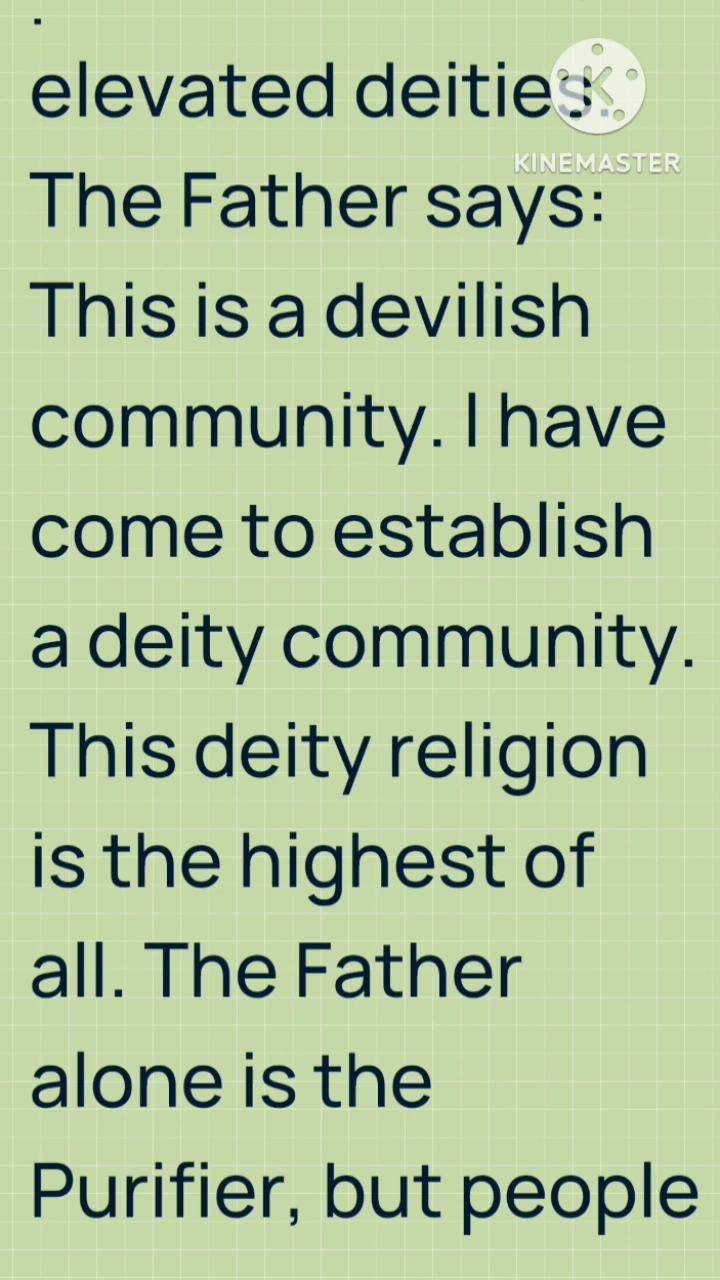 .
elevated deities.
KINEMASTER
The Father says:
This is a devilish
community. I have
come to establish
a deity community.
This deity religion
is the highest of
all. The Father
alone is the
Purifier, but people